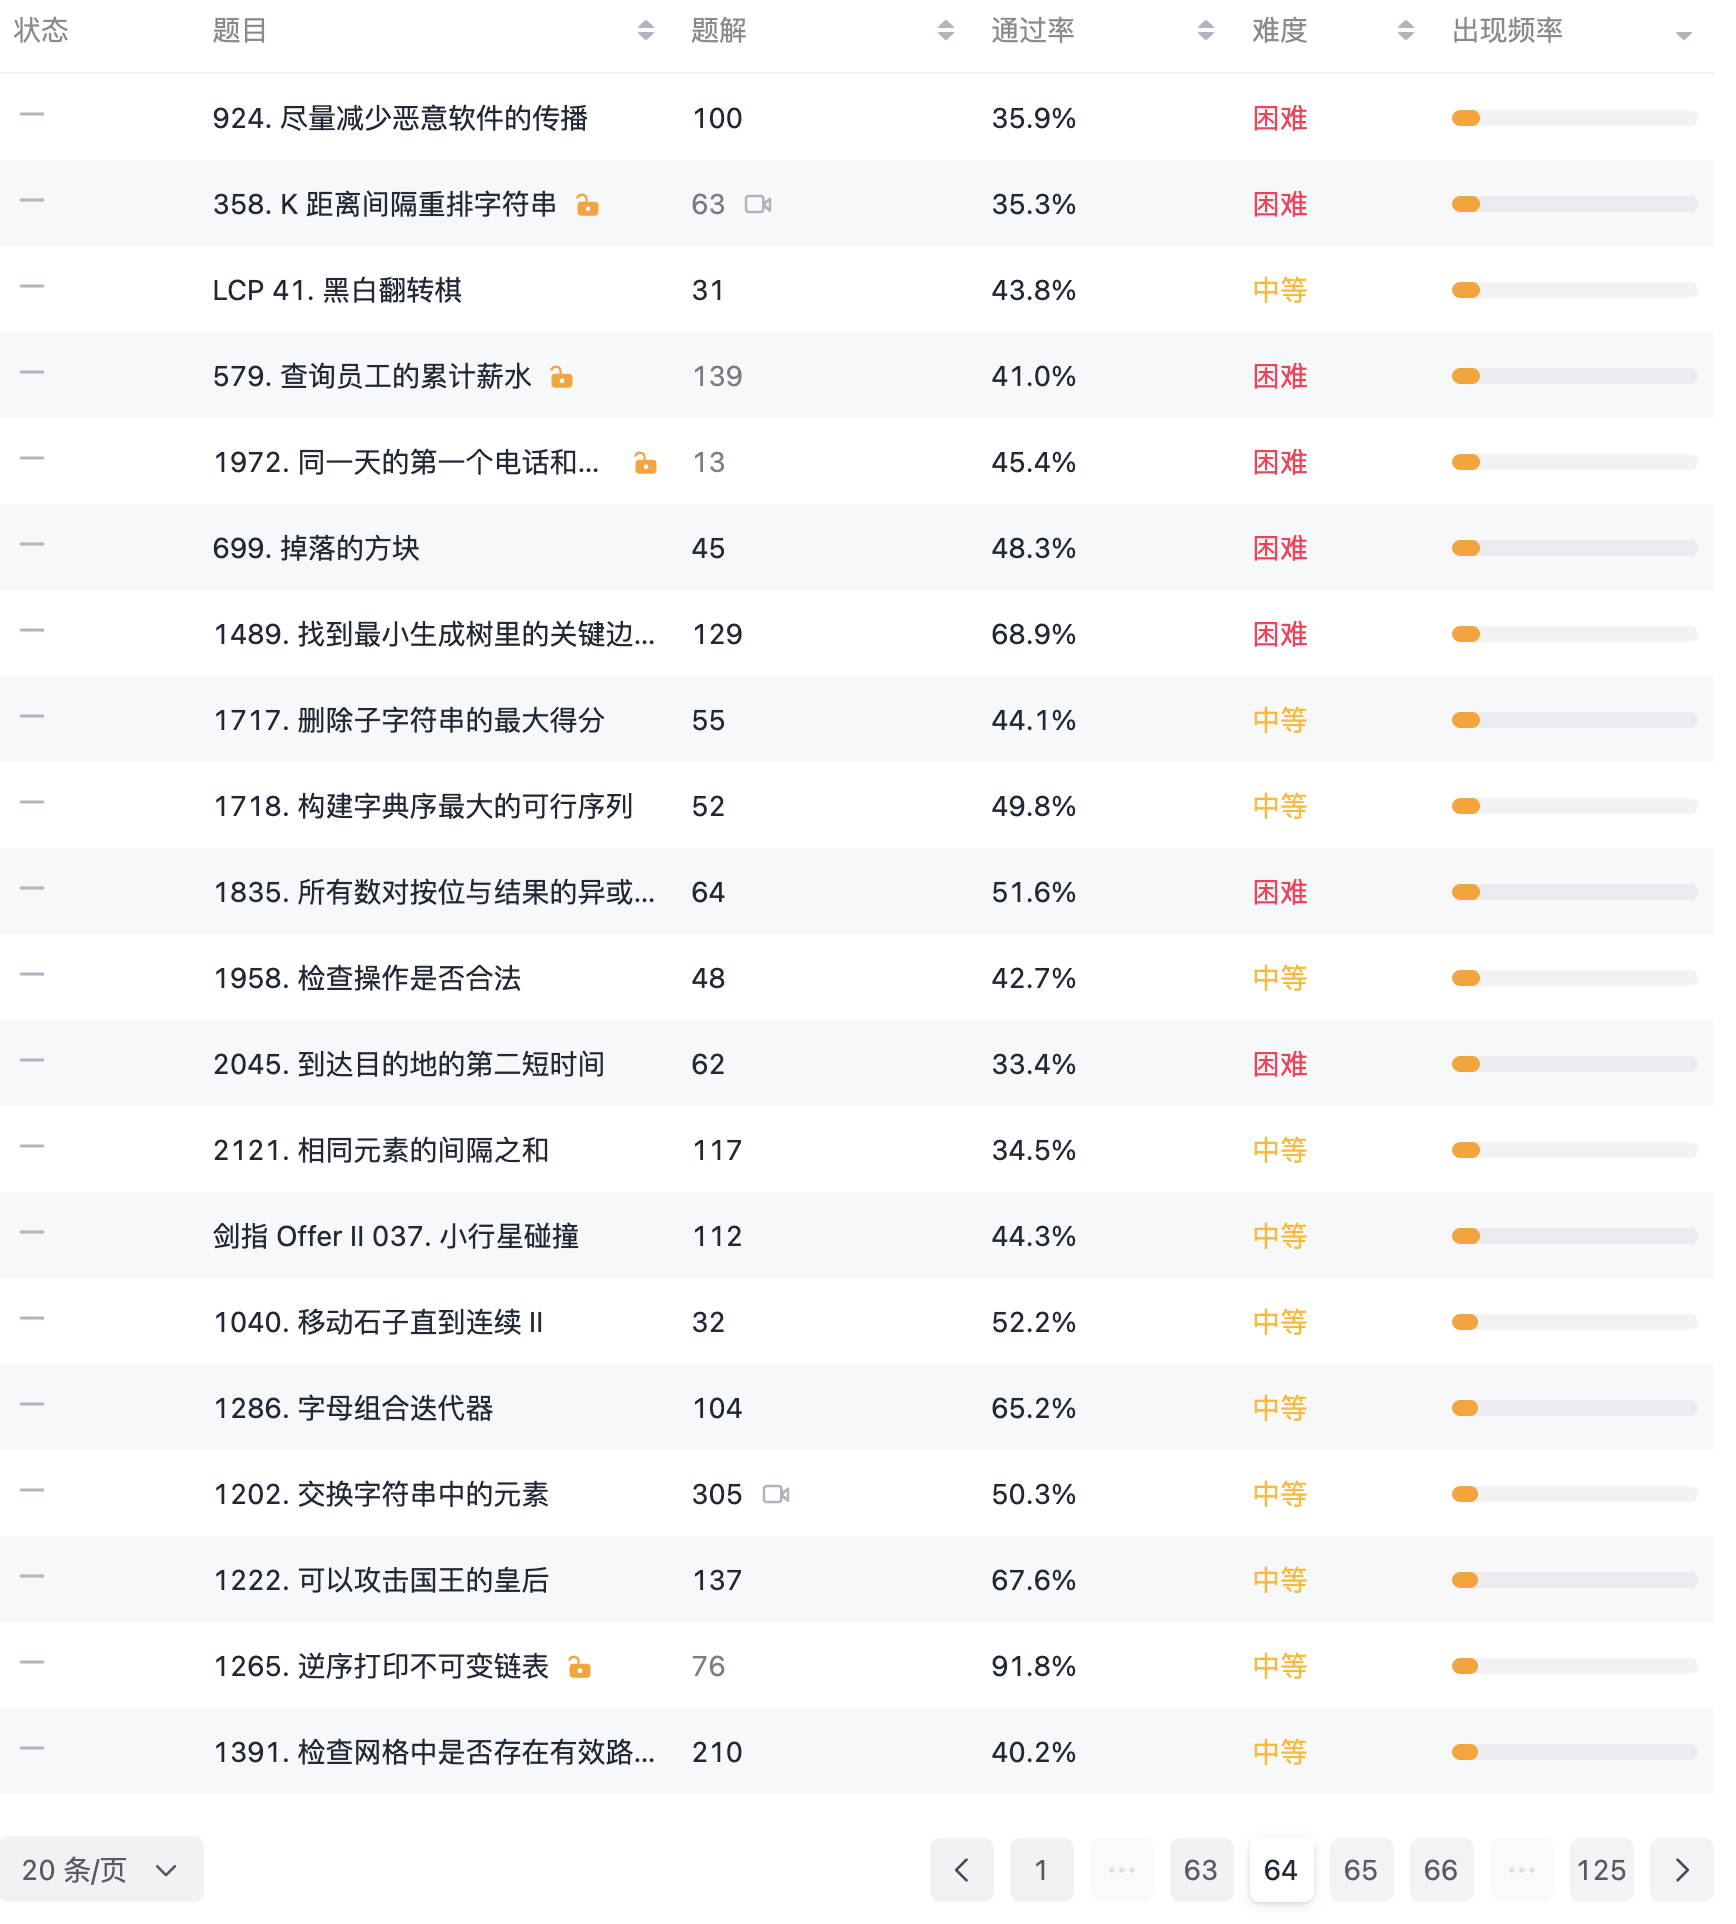 状态 题目 题解 通过率 难度 出现频率
924. 尽量减少恶意软件的传播 100 35.9% 困难
358. K 距离间隔重排字符串 63 35.3% 困难
LCP 41. 黑白翻转棋 31 43.8% 中等
579. 查询员工的累计薪水 139 41.0% 困难
1972. 同一天的第一个电话和... 13 45.4% 困难
699. 掉落的方块 45 48.3% 困难
1489. 找到最小生成树里的关键边... 129 68.9% 困难
1717. 删除子字符串的最大得分 55 44.1% 中等
1718. 构建字典序最大的可行序列 52 49.8% 中等
1835. 所有数对按位与结果的异或... 64 51.6% 困难
1958. 检查操作是否合法 48 42.7% 中等
2045. 到达目的地的第二短时间 62 33.4% 困难
2121. 相同元素的间隔之和 117 34.5% 中等
剑指 Offer II 037. 小行星碰撞 112 44.3% 中等
1040. 移动石子直到连续 II 32 52.2% 中等
1286. 字母组合迭代器 104 65.2% 中等
1202. 交换字符串中的元素 305 50.3% 中等
1222. 可以攻击国王的皇后 137 67.6% 中等
1265. 逆序打印不可变链表 76 91.8% 中等
1391. 检查网格中是否存在有效路... 210 40.2% 中等
20 条/页 1 ... 63 64 65 66 ... 125